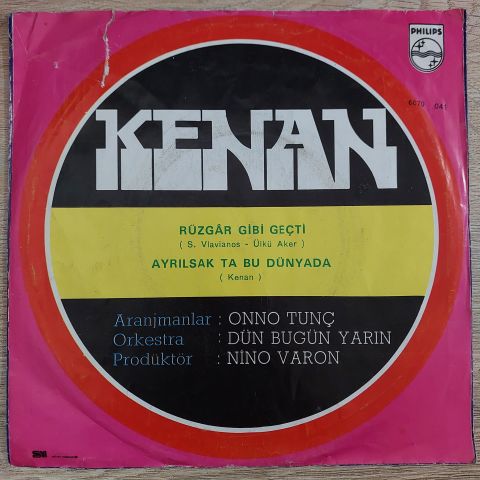 PHILIPS
6079 041
KENAN
RÜZGÂR GİBİ GEÇTİ
( S. Vlavianos - Ülkü Aker )
AYRILSAK TA BU DÜNYADA
( Kenan )
Aranjmanlar : ONNO TUNÇ
Orkestra : DÜN BUGÜN YARIN
Prodüktör : NİNO VARON